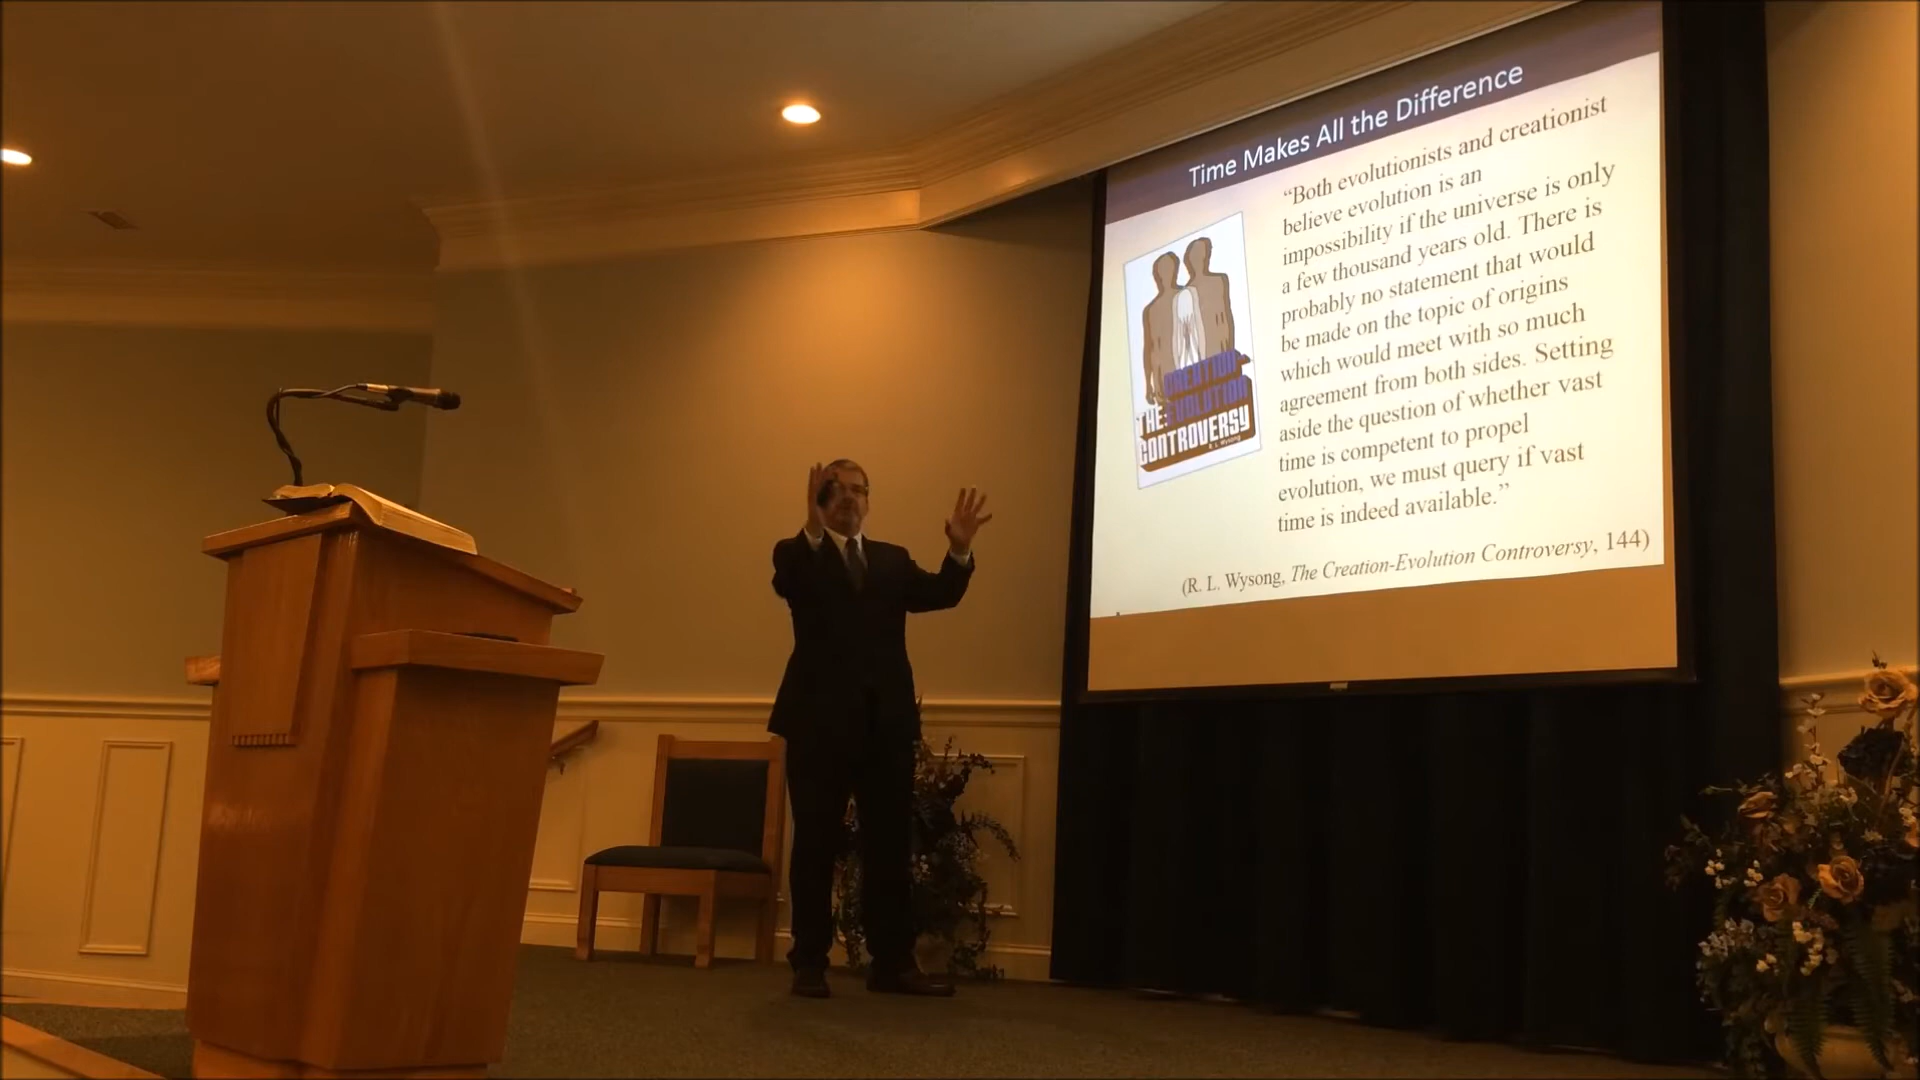 Time Makes All the Difference
“Both evolutionists and creationist
believe evolution is an
impossibility if the universe is only
a few thousand years old. There is
probably no statement that would
be made on the topic of origins
which would meet with so much
agreement from both sides. Setting
aside the question of whether vast
time is competent to propel
evolution, we must query if vast
time is indeed available.”
(R. L. Wysong, The Creation-Evolution Controversy, 144)
THE CREATION-
EVOLUTION
CONTROVERSY
R. L. Wysong